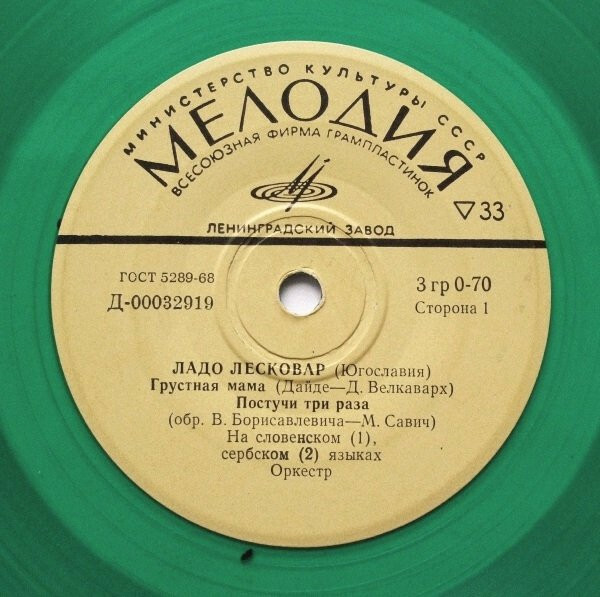 МИНИСТЕРСТВО КУЛЬТУРЫ СССР
МЕЛОДИЯ
ВСЕСОЮЗНАЯ ФИРМА ГРАМПЛАСТИНОК
▽33
ЛЕНИНГРАДСКИЙ ЗАВОД
ГОСТ 5289-68
Д-00032919
3 гр 0-70
Сторона 1
ЛАДО ЛЕСКОВАР (Югославия)
Грустная мама (Дайде—Д. Велкаварх)
Постучи три раза
(обр. В. Борисавлевича—М. Савич)
На словенском (1),
сербском (2) языках
Оркестр